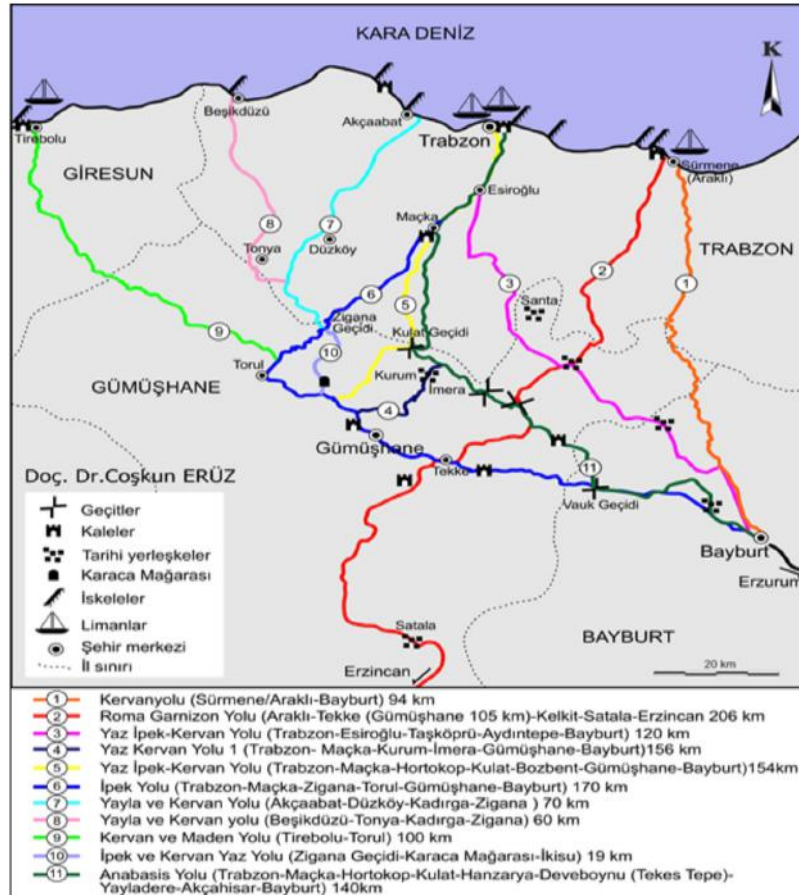 KARA DENİZ
K
Beşikdüzü
Akçaabat
Tirebolu
Trabzon
Sürmene
(Araklı)
GİRESUN
Esiroğlu
Maçka
8
7
Tonya
Düzköy
TRABZON
6
2
1
3
Santa
5
9
Zigana
Geçidi
Kulat Geçidi
10
Torul
Kurum
İmera
GÜMÜŞHANE
4
Gümüşhane
Tekke
11
Vauk Geçidi
Bayburt
Erzurum
Doç. Dr.Coşkun ERÜZ
Geçitler
Kaleler
Tarihi yerleşkeler
Karaca Mağarası
İskeleler
Limanlar
Şehir merkezi
İl sınırı
Satala
Erzincan
BAYBURT
20 km
1 Kervanyolu (Sürmene/Araklı-Bayburt) 94 km
2 Roma Garnizon Yolu (Araklı-Tekke (Gümüşhane 105 km)-Kelkit-Satala-Erzincan 206 km
3 Yaz İpek-Kervan Yolu (Trabzon-Esiroğlu-Taşköprü-Aydıntepe-Bayburt) 120 km
4 Yaz Kervan Yolu 1 (Trabzon- Maçka-Kurum-İmera-Gümüşhane-Bayburt)156 km
5 Yaz İpek-Kervan Yolu (Trabzon-Maçka-Hortokop-Kulat-Bozbent-Gümüşhane-Bayburt)154km
6 İpek Yolu (Trabzon-Maçka-Zigana-Torul-Gümüşhane-Bayburt) 170 km
7 Yayla ve Kervan Yolu (Akçaabat-Düzköy-Kadırga-Zigana ) 70 km
8 Yayla ve Kervan yolu (Beşikdüzü-Tonya-Kadırga-Zigana) 60 km
9 Kervan ve Maden Yolu (Tirebolu-Torul) 100 km
10 İpek ve Kervan Yaz Yolu (Zigana Geçidi-Karaca Mağarası-İkisu) 19 km
11 Anabasis Yolu (Trabzon-Maçka-Hortokop-Kulat-Hanzarya-Deveboynu (Tekes Tepe)-
Yayladere-Akçahisar-Bayburt) 140km